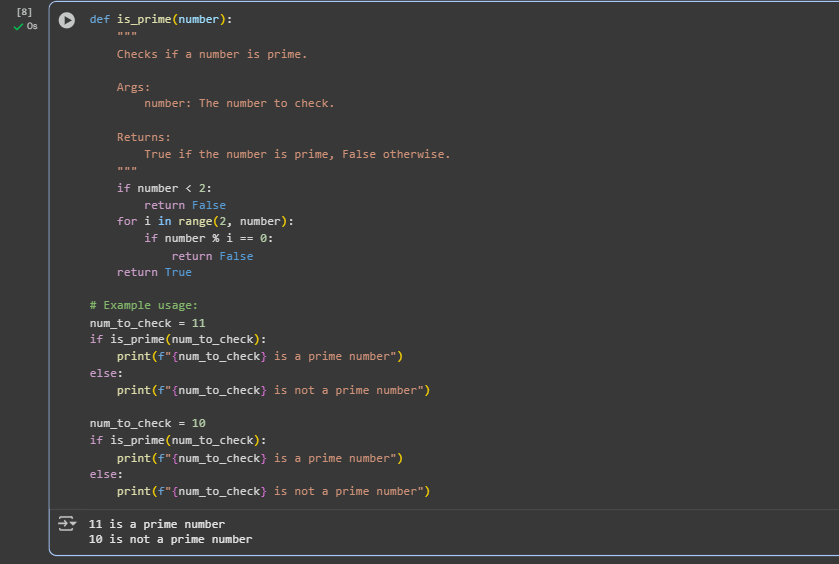 [8]
0s
def is_prime(number):
    """
    Checks if a number is prime.

    Args:
        number: The number to check.

    Returns:
        True if the number is prime, False otherwise.
    """
    if number < 2:
        return False
    for i in range(2, number):
        if number % i == 0:
            return False
    return True

# Example usage:
num_to_check = 11
if is_prime(num_to_check):
    print(f"{num_to_check} is a prime number")
else:
    print(f"{num_to_check} is not a prime number")

num_to_check = 10
if is_prime(num_to_check):
    print(f"{num_to_check} is a prime number")
else:
    print(f"{num_to_check} is not a prime number")
11 is a prime number
10 is not a prime number